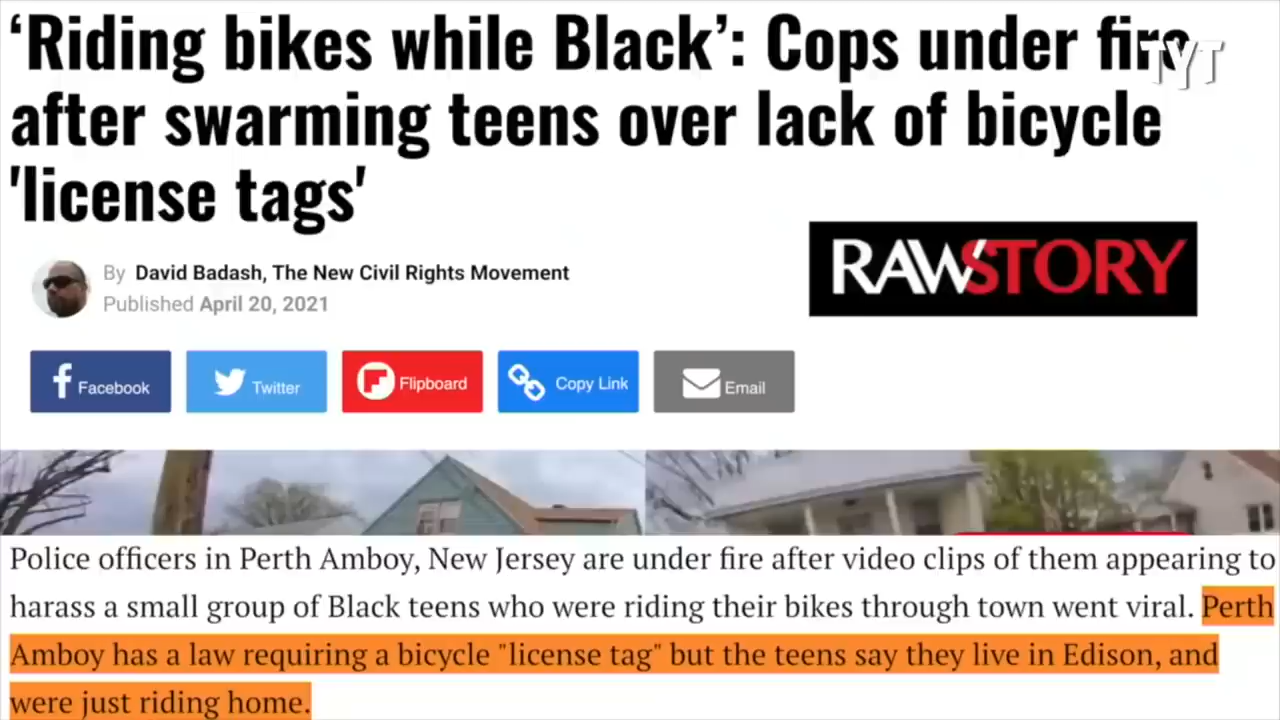 ‘Riding bikes while Black’: Cops under fire
TYT
after swarming teens over lack of bicycle
'license tags'
RAWSTORY
By David Badash, The New Civil Rights Movement
Published April 20, 2021
Facebook
Twitter
Flipboard
Copy Link
Email
Police officers in Perth Amboy, New Jersey are under fire after video clips of them appearing to
harass a small group of Black teens who were riding their bikes through town went viral. Perth
Amboy has a law requiring a bicycle "license tag" but the teens say they live in Edison, and
were just riding home.